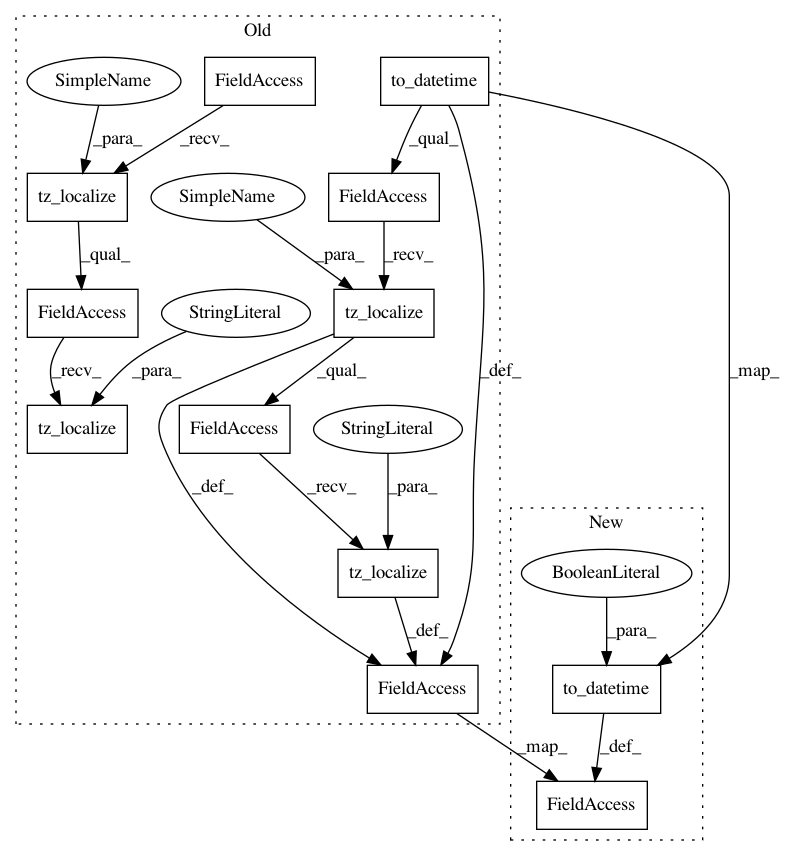 Old
SimpleName
FieldAccess
to_datetime
_para_
_recv_
_qual_
tz_localize
SimpleName
FieldAccess
_qual_
_para_
_recv_
FieldAccess
StringLiteral
tz_localize
_recv_
_para_
_qual_
_def_
_map_
tz_localize
FieldAccess
StringLiteral
_def_
_recv_
_para_
New
tz_localize
BooleanLiteral
_def_
_para_
FieldAccess
to_datetime
_map_
_def_
FieldAccess